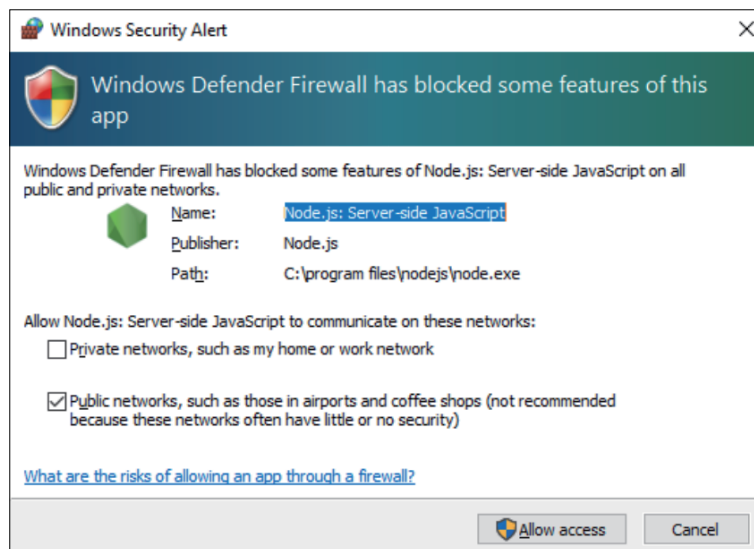 Windows Security Alert
Windows Defender Firewall has blocked some features of this
app
Windows Defender Firewall has blocked some features of Node.js: Server-side JavaScript on all
public and private networks.
Name: Node.js: Server-side JavaScript
Publisher: Node.js
Path: C:\program files\nodejs\node.exe
Allow Node.js: Server-side JavaScript to communicate on these networks:
Private networks, such as my home or work network
Public networks, such as those in airports and coffee shops (not recommended
because these networks often have little or no security)
What are the risks of allowing an app through a firewall?
Allow access Cancel